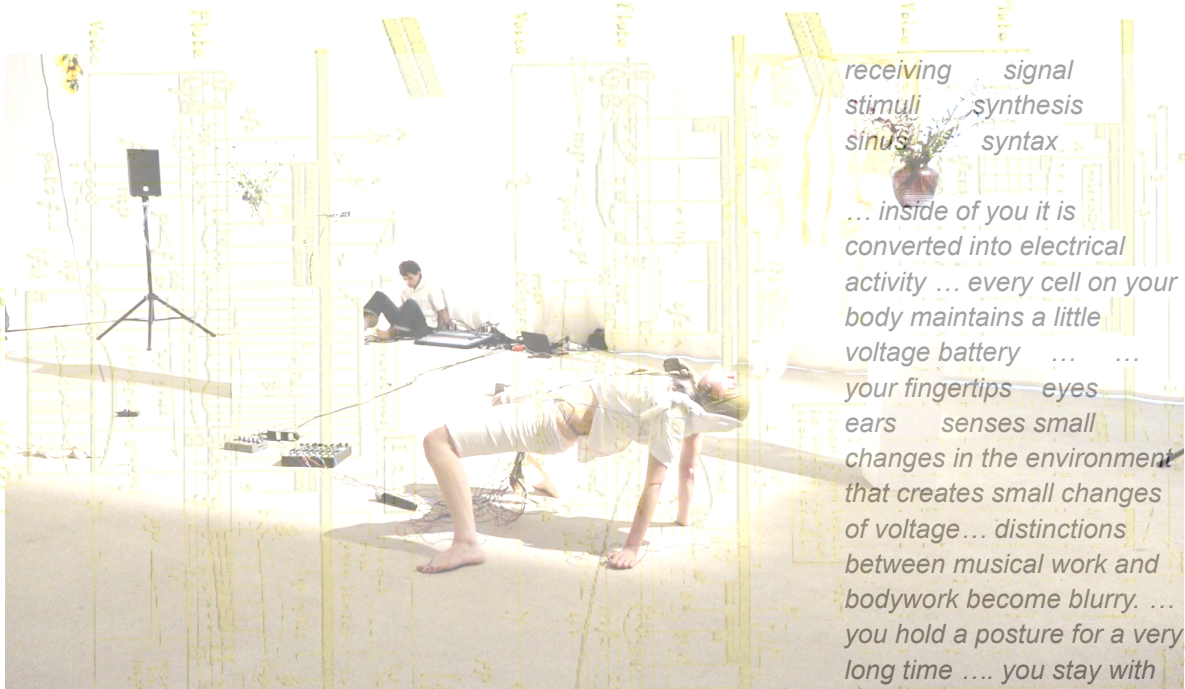 receiving signal
stimuli synthesis
sinus syntax
… inside of you it is
converted into electrical
activity … every cell on your
body maintains a little
voltage battery … …
your fingertips eyes
ears senses small
changes in the environment
that creates small changes
of voltage… distinctions
between musical work and
bodywork become blurry. …
you hold a posture for a very
long time …. you stay with